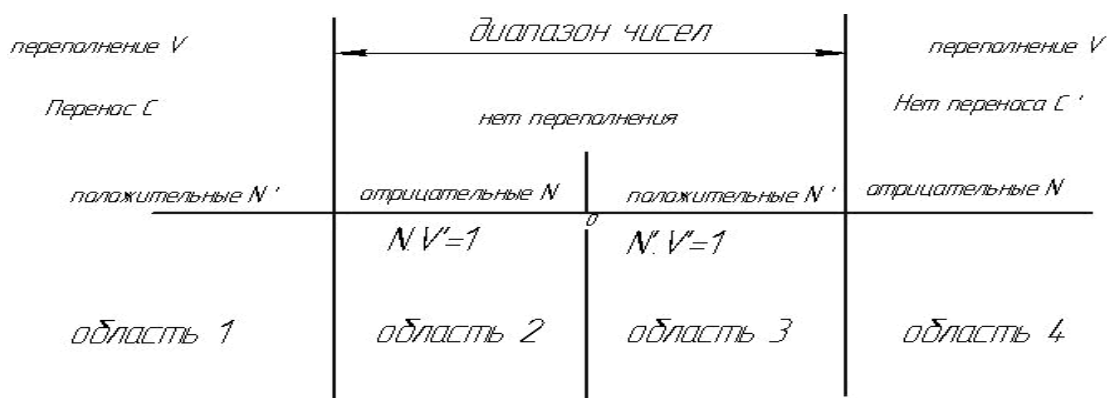 диапазон чисел
переполнение V
переполнение V
Перенос C
нет переполнения
Нет переноса C '
положительные N '
отрицательные N
положительные N '
отрицательные N
0
N.V'=1
N'.V'=1
область 1
область 2
область 3
область 4